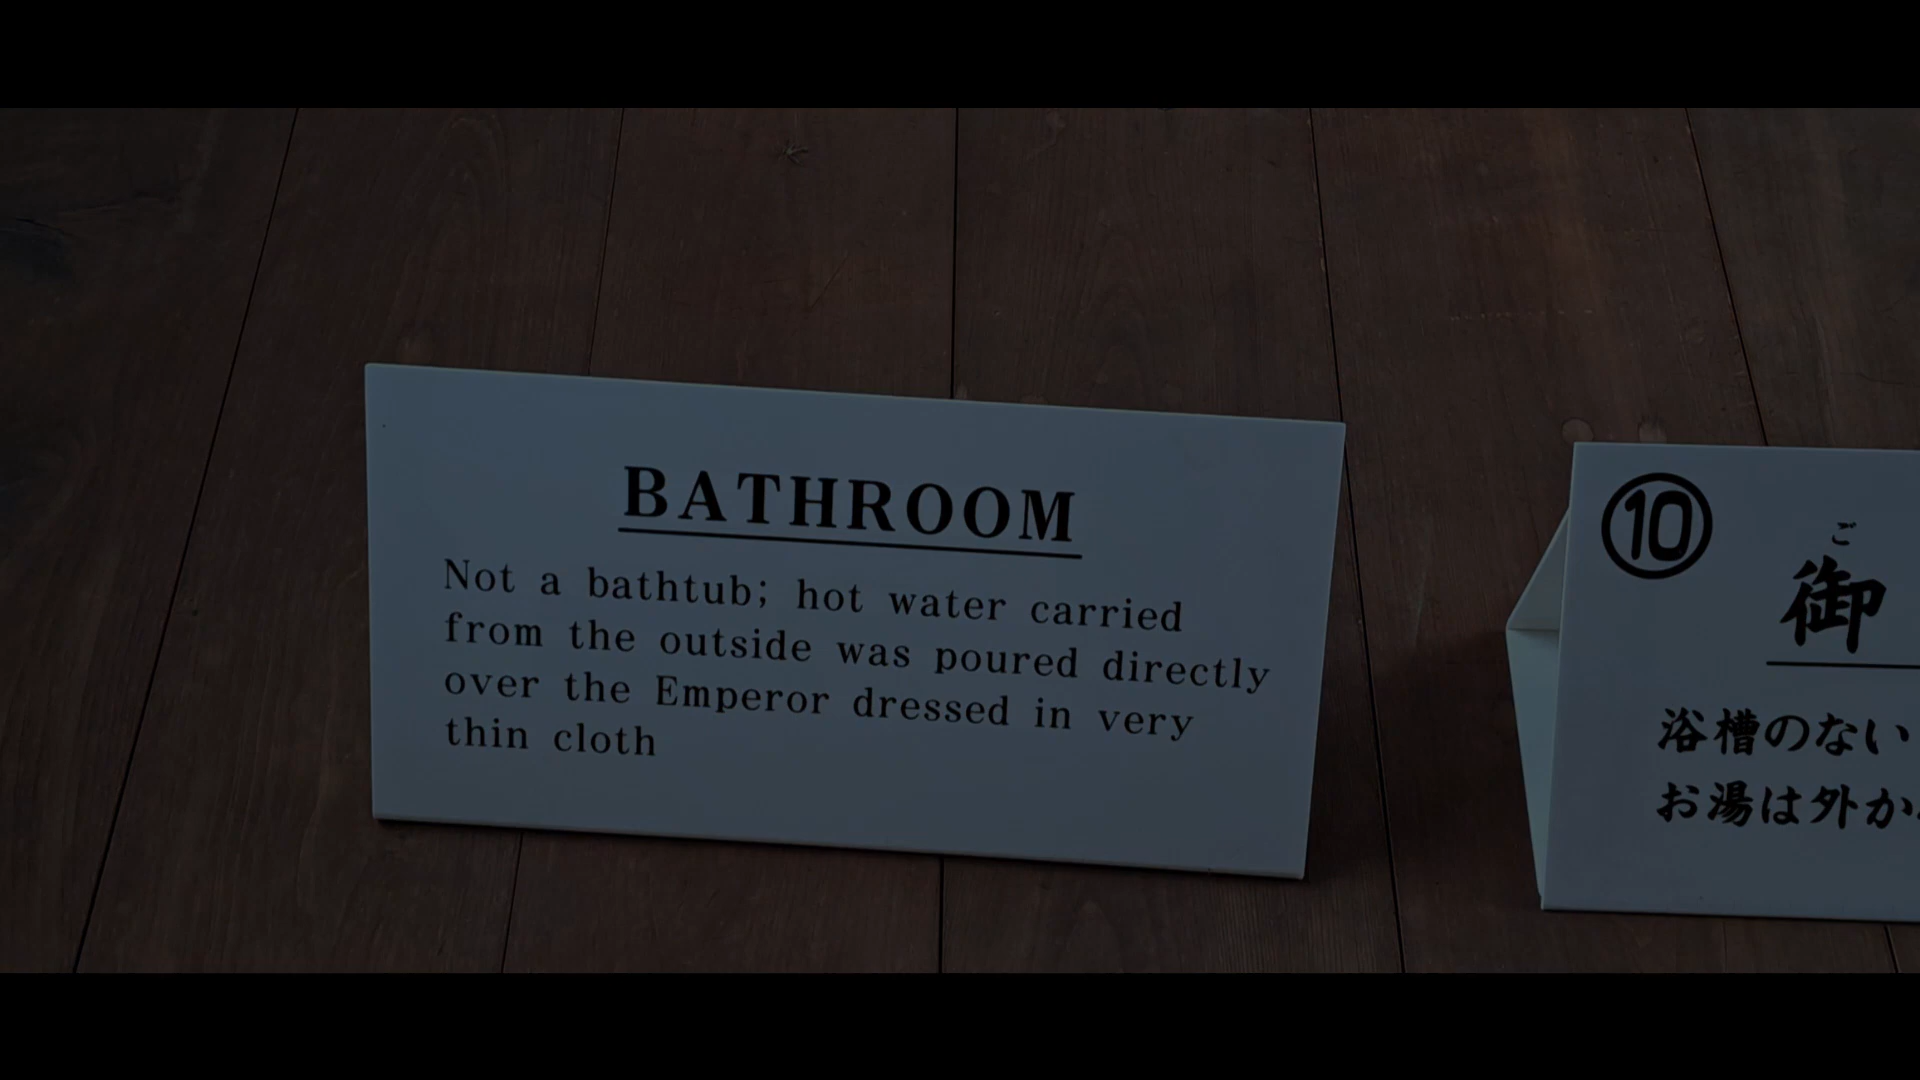 BATHROOM
Not a bathtub; hot water carried
from the outside was poured directly
over the Emperor dressed in very
thin cloth
⑩
ご
御
浴槽のない
お湯は外か